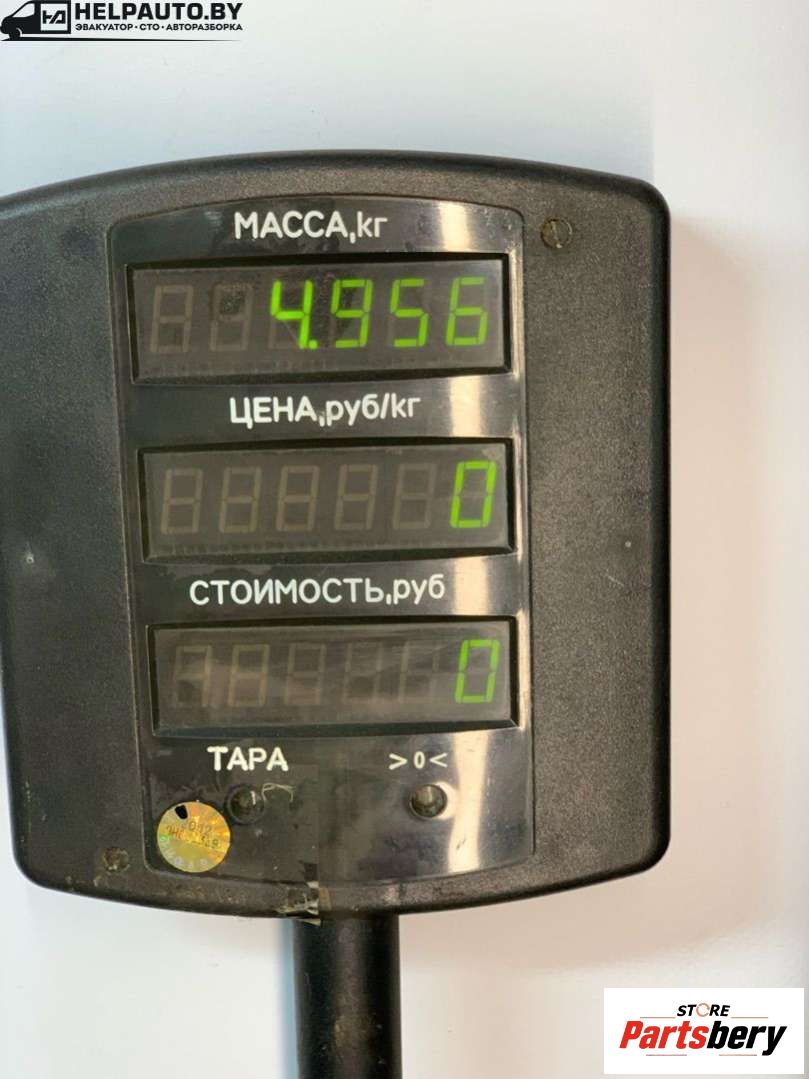 HELPAUTO.BY
ЭВАКУАТОР·СТО·АВТОРАЗБОРКА
МАССА,кг
4.956
ЦЕНА,руб/кг
0
СТОИМОСТЬ,руб
0
ТАРА >0<
STORE
Partsbery